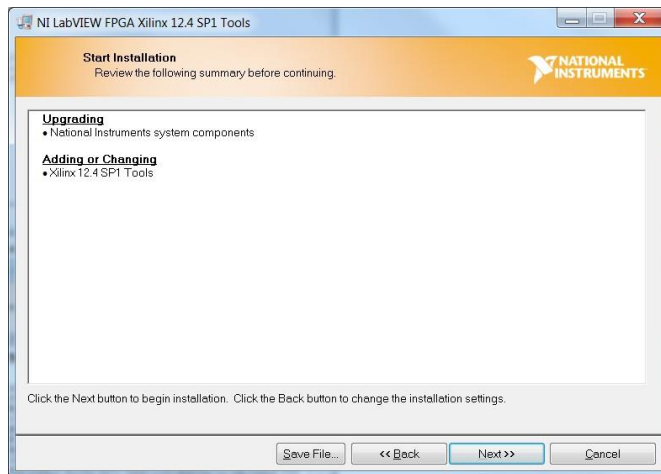 NI LabVIEW FPGA Xilinx 12.4 SP1 Tools
Start Installation
Review the following summary before continuing.
NATIONAL
INSTRUMENTS
Upgrading
• National Instruments system components
Adding or Changing
• Xilinx 12.4 SP1 Tools
Click the Next button to begin installation. Click the Back button to change the installation settings.
Save File... << Back Next >> Cancel